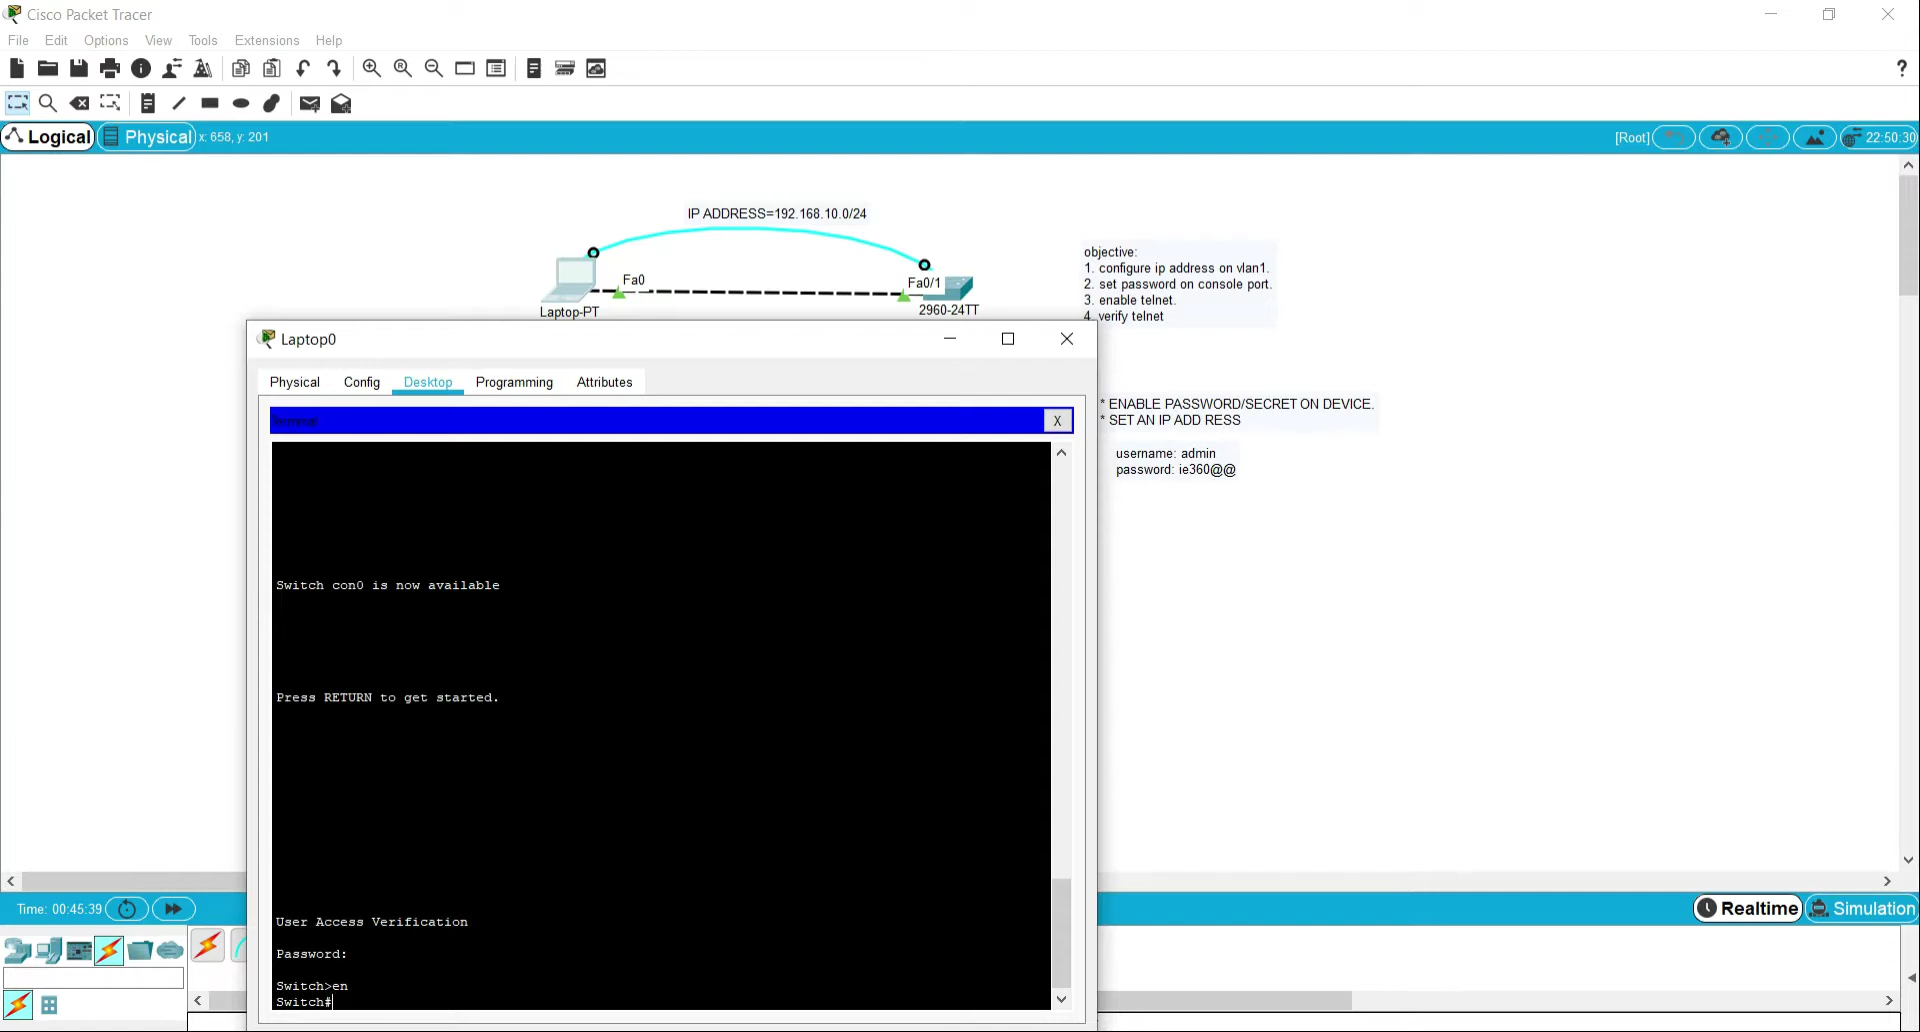 Cisco Packet Tracer
File Edit Options View Tools Extensions Help
?
Logical Physical x: 658, y: 201 [Root] 22:50:30
IP ADDRESS=192.168.10.0/24
Fa0
Fa0/1
Laptop-PT
2960-24TT
objective:
1. configure ip address on vlan1.
2. set password on console port.
3. enable telnet.
4. verify telnet
Laptop0
Physical Config Desktop Programming Attributes
Terminal
X
* ENABLE PASSWORD/SECRET ON DEVICE.
* SET AN IP ADD RESS
username: admin
password: ie360@@
Switch con0 is now available
Press RETURN to get started.
User Access Verification
Password:
Switch>en
Switch#
Time: 00:45:39
Realtime Simulation